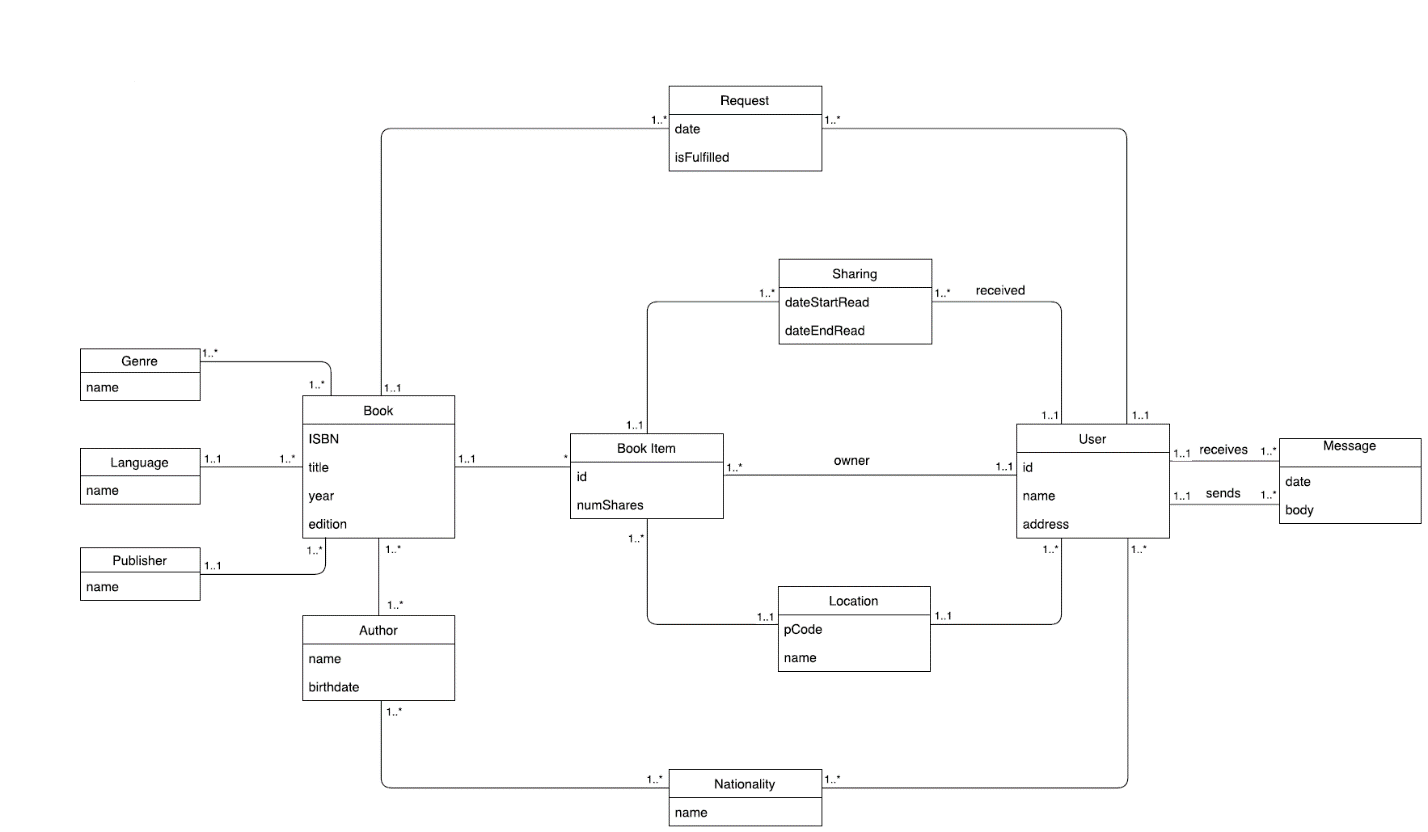 Request
1..*
1..*
date
isFulfilled
Sharing
1..*
1..*
received
dateStartRead
dateEndRead
Genre
1..*
name
1..*
1..1
Book
ISBN
title
year
edition
Language
1..1
1..*
name
Publisher
1..1
1..*
name
1..*
1..*
Author
name
birthdate
1..*
1..1
*
1..1
Book Item
id
numShares
1..*
owner
1..1
1..*
1..1
1..1
1..1
User
id
name
address
1..*
1..*
1..1
receives
1..*
1..1
sends
1..*
Message
date
body
Location
1..1
pCode
name
1..*
1..*
Nationality
name